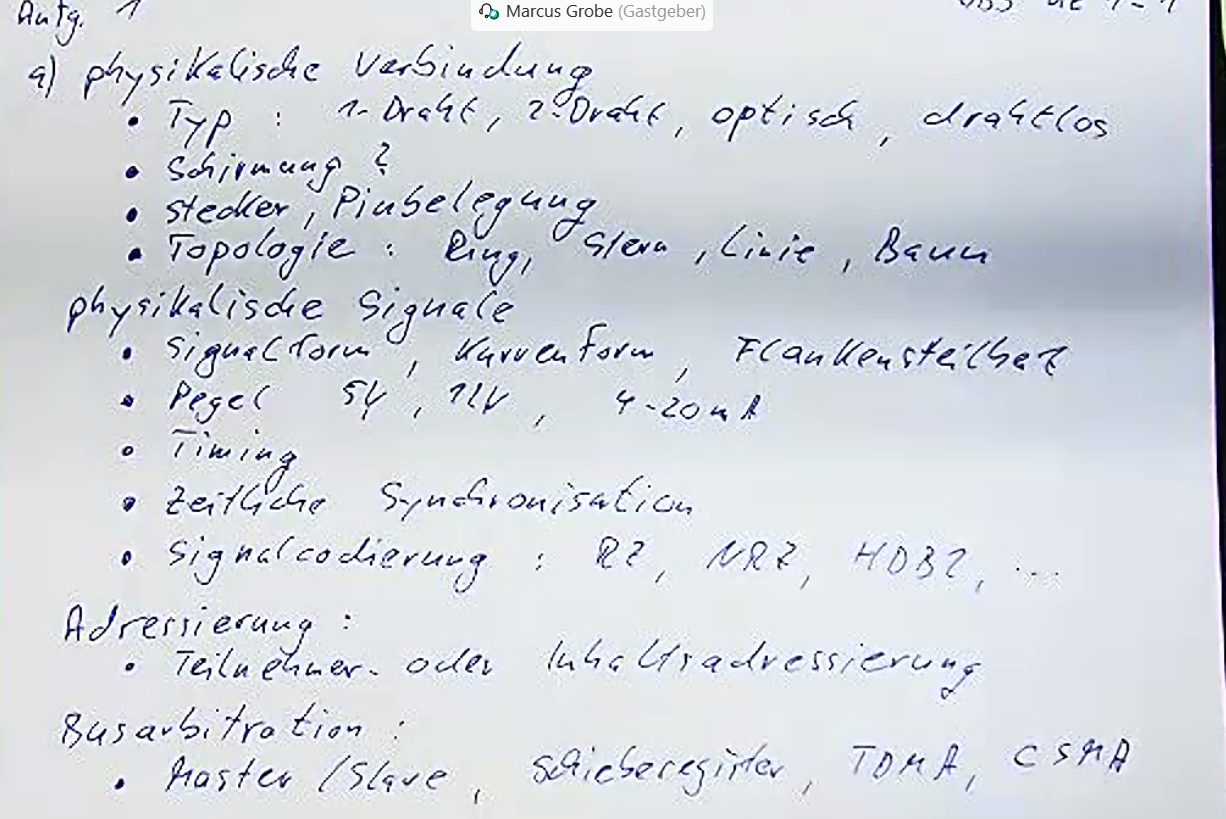 Marcus Grobe (Gastgeber)
Aufg. 1
a) physikalische Verbindung
• Typ : 1-Draht, 2-Draht, optisch, drahtlos
• Schirmung ?
• Stecker, Pinbelegung
• Topologie : Ring, Stern, Linie, Baum
physikalische Signale
• Signalform, Kurvenform, Flankensteilheit
• Pegel 5V, 12V, 4-20mA
• Timing
• Zeitliche Synchronisation
• Signalcodierung : RZ, NRZ, HDB3, ...
Adressierung :
• Teilnehmer- oder Inhaltsadressierung
Busarbitration :
• Master/Slave, Schieberegister, TDMA, CSMA